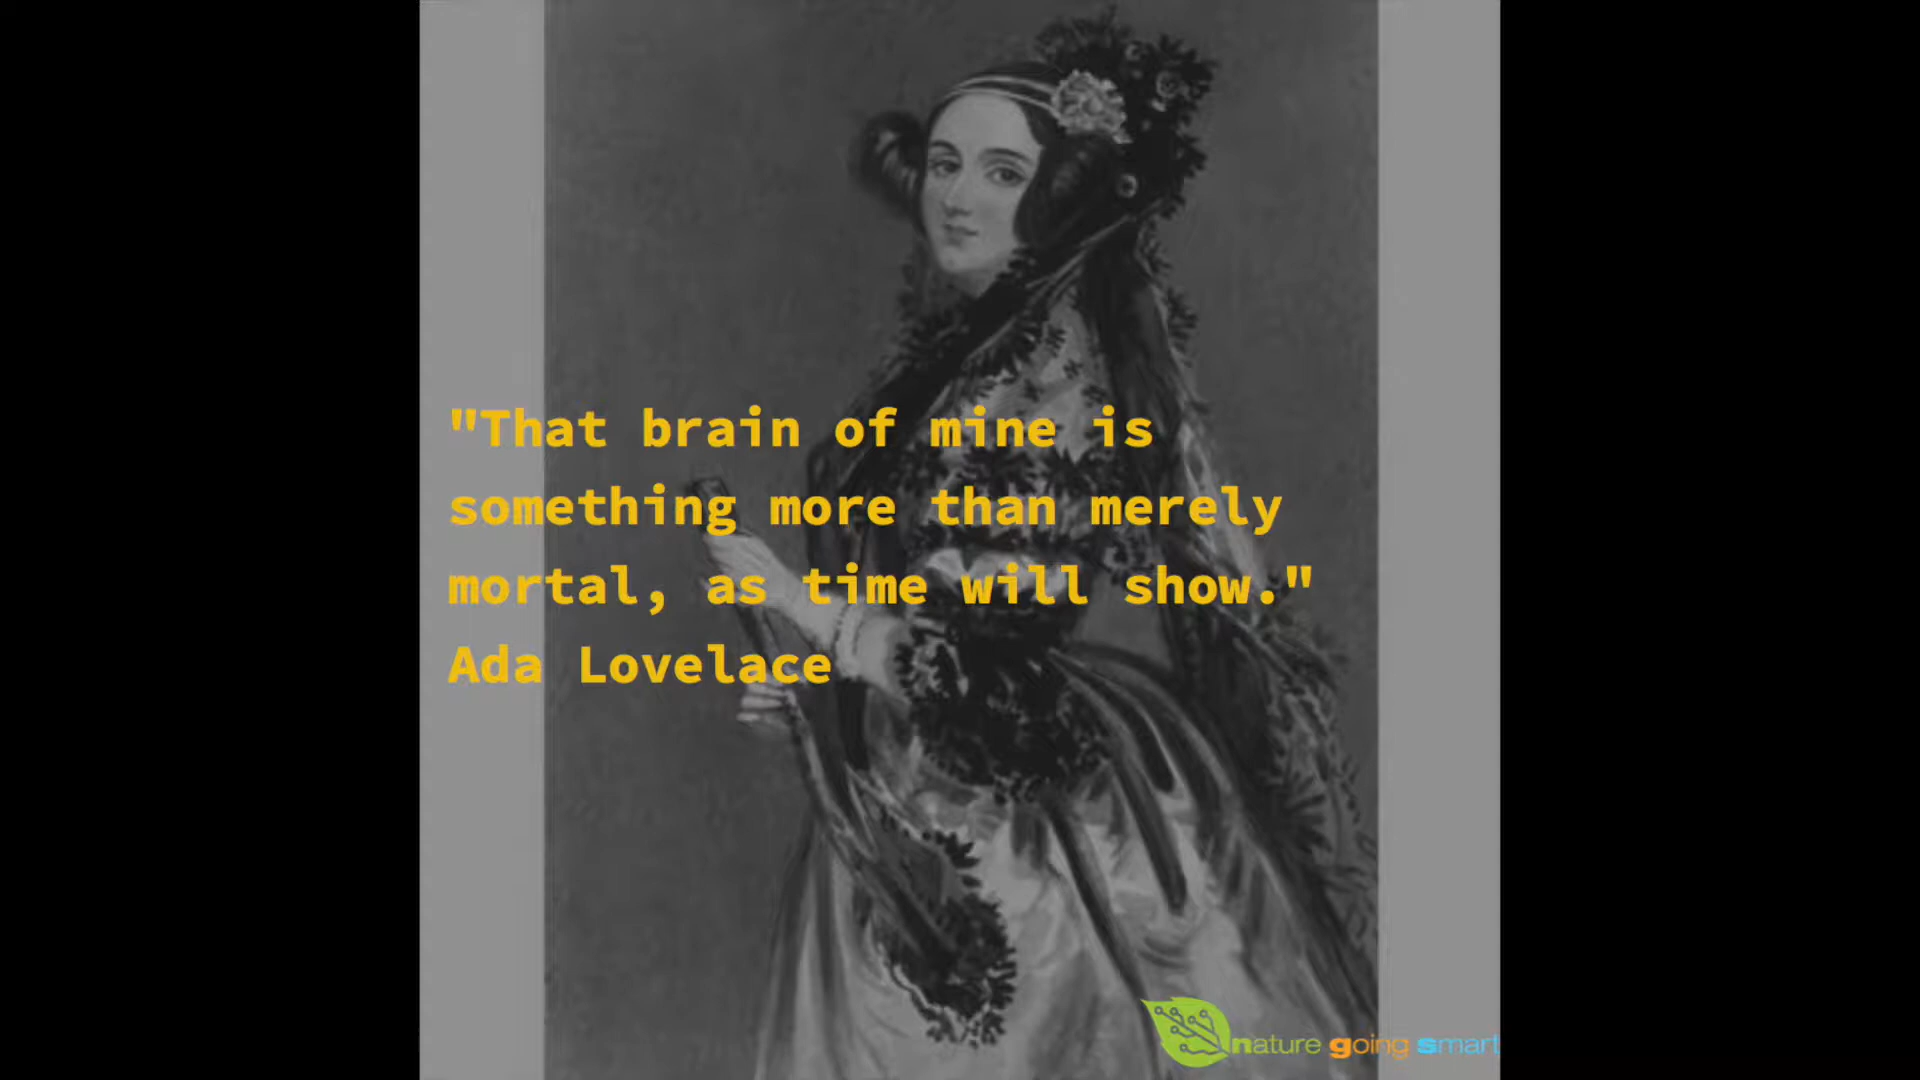 "That brain of mine is
something more than merely
mortal, as time will show."
Ada Lovelace
nature going smart